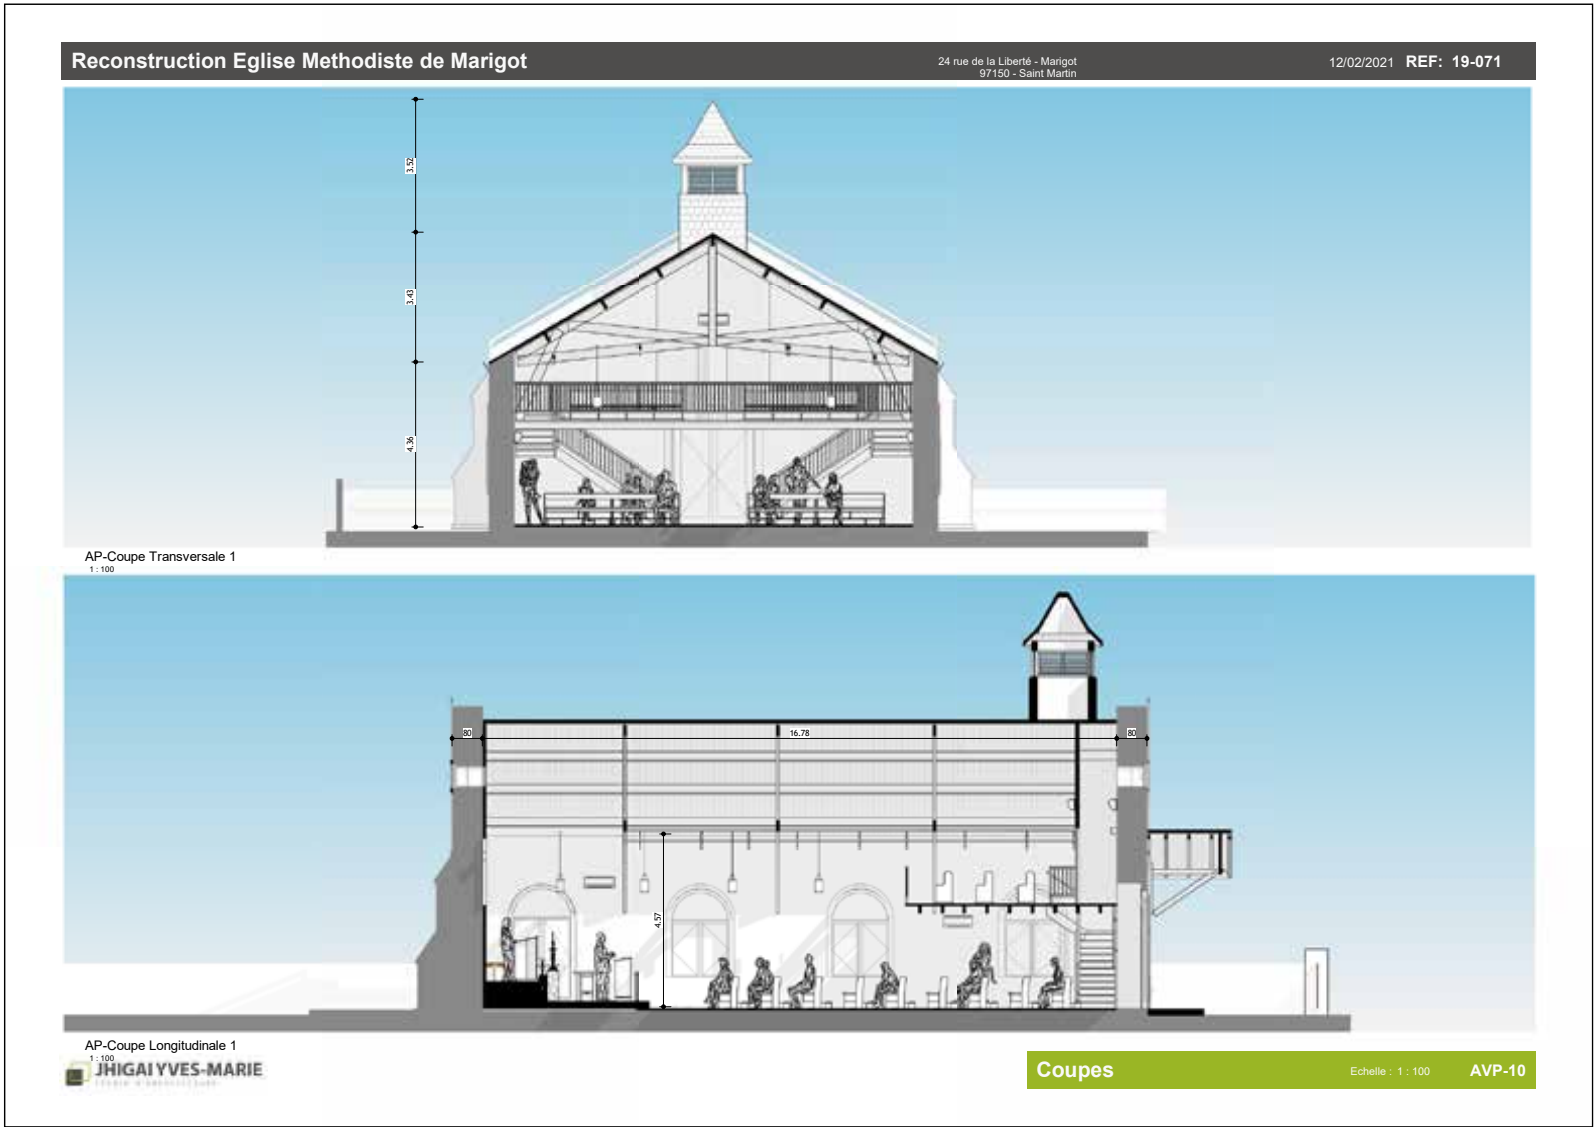 Reconstruction Eglise Methodiste de Marigot
24 rue de la Liberté - Marigot
97150 - Saint Martin
12/02/2021 REF: 19-071
3.52
3.43
4.36
AP-Coupe Transversale 1
1 : 100
80
16.78
80
4.57
AP-Coupe Longitudinale 1
1 : 100
JHIGAI YVES-MARIE
Coupes
Echelle : 1 : 100
AVP-10